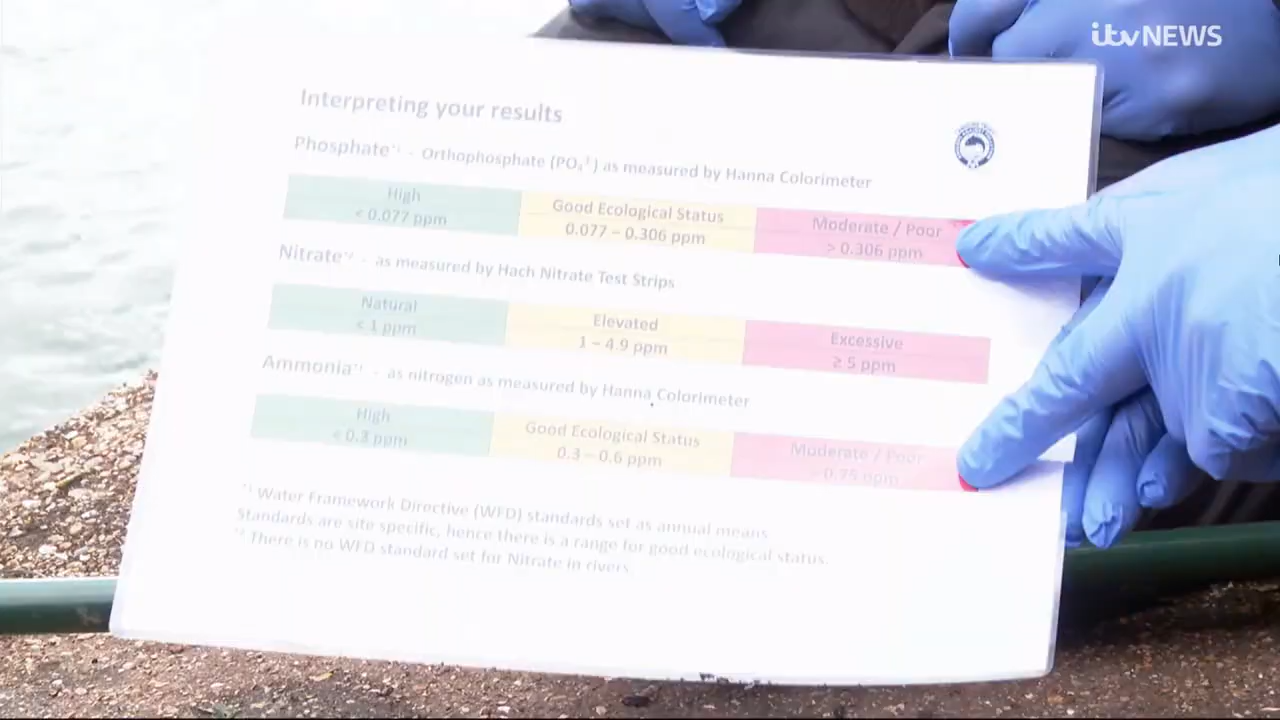 itv NEWS
Interpreting your results
Phosphate*¹ - Orthophosphate (PO₄³) as measured by Hanna Colorimeter
High Good Ecological Status Moderate / Poor
< 0.077 ppm 0.077 – 0.306 ppm > 0.306 ppm
Nitrate*² - as measured by Hach Nitrate Test Strips
Natural Elevated Excessive
< 1 ppm 1 – 4.9 ppm ≥ 5 ppm
Ammonia*¹ - as nitrogen as measured by Hanna Colorimeter
High Good Ecological Status Moderate / Poor
< 0.3 ppm 0.3 – 0.6 ppm 0.75 ppm
*¹ Water Framework Directive (WFD) standards set as annual means
Standards are site specific, hence there is a range for good ecological status.
*² There is no WFD standard set for Nitrate in rivers